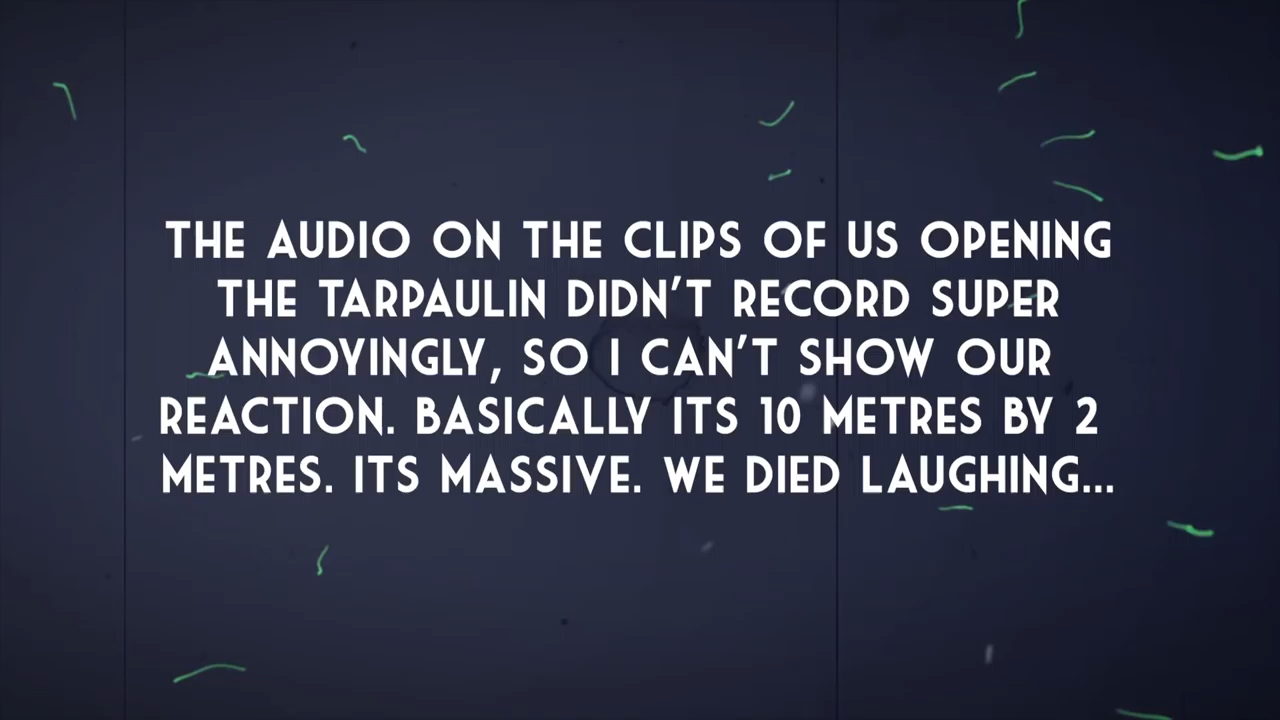 THE AUDIO ON THE CLIPS OF US OPENING
THE TARPAULIN DIDN'T RECORD SUPER
ANNOYINGLY, SO I CAN'T SHOW OUR
REACTION. BASICALLY ITS 10 METRES BY 2
METRES. ITS MASSIVE. WE DIED LAUGHING...